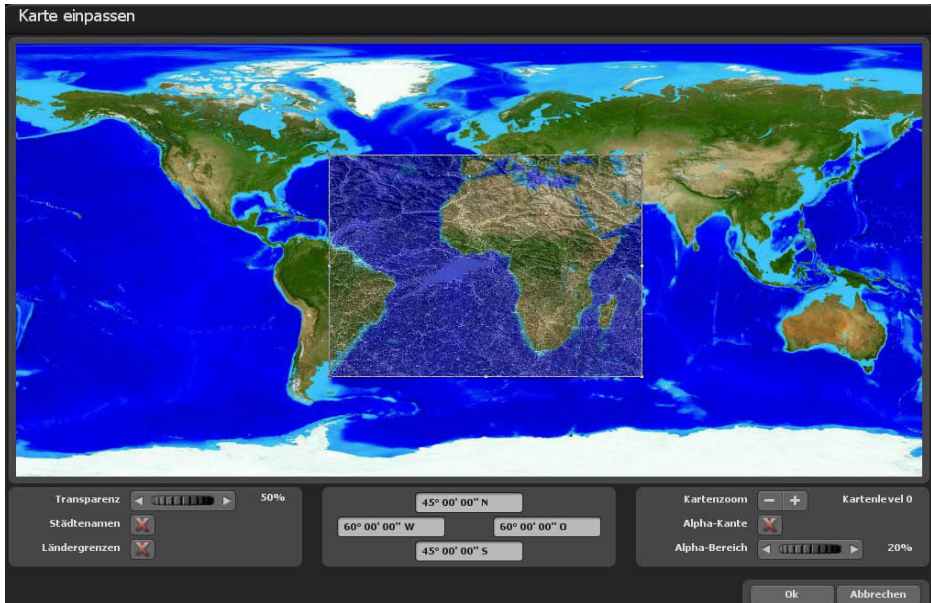 Karte einpassen
Transparenz 50%
Städtenamen
Ländergrenzen
45° 00' 00" N
60° 00' 00" W 60° 00' 00" O
45° 00' 00" S
Kartenzoom Kartenlevel 0
Alpha-Kante
Alpha-Bereich 20%
Ok Abbrechen